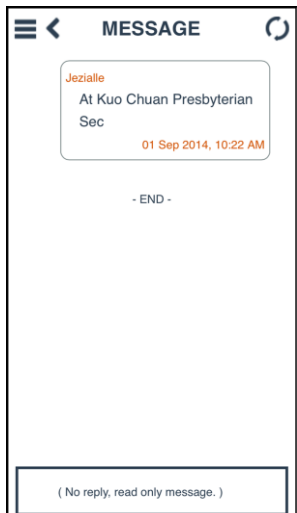 MESSAGE
Jezialle
At Kuo Chuan Presbyterian
Sec
01 Sep 2014, 10:22 AM
- END -
( No reply, read only message. )